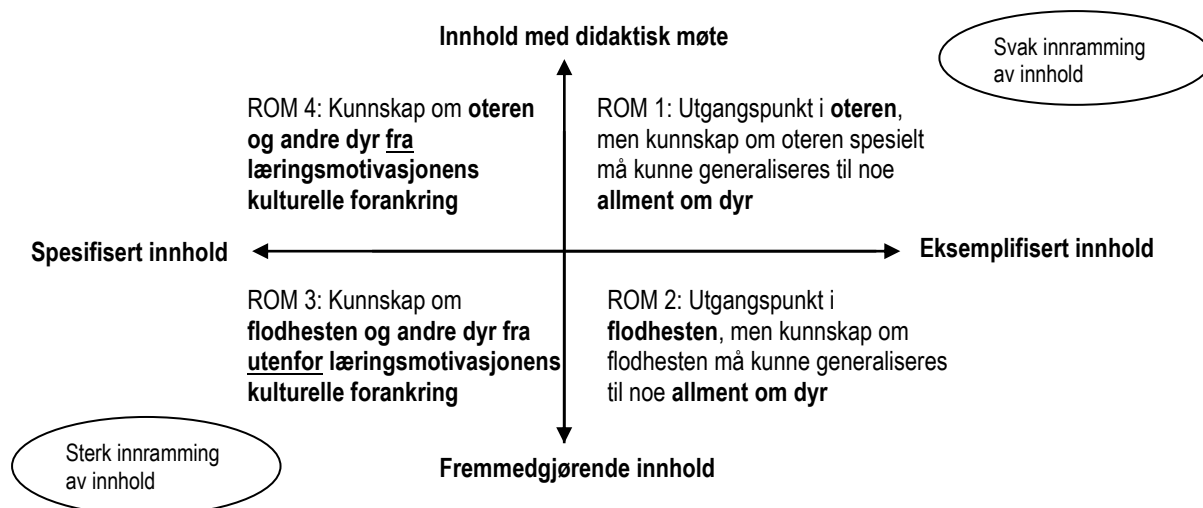 Innhold med didaktisk møte
Svak innramming
av innhold
ROM 4: Kunnskap om oteren
og andre dyr fra
læringsmotivasjonens
kulturelle forankring
ROM 1: Utgangspunkt i oteren,
men kunnskap om oteren spesielt
må kunne generaliseres til noe
allment om dyr
Spesifisert innhold
Eksemplifisert innhold
ROM 3: Kunnskap om
flodhesten og andre dyr fra
utenfor læringsmotivasjonens
kulturelle forankring
ROM 2: Utgangspunkt i
flodhesten, men kunnskap om
flodhesten må kunne generaliseres
til noe allment om dyr
Sterk innramming
av innhold
Fremmedgjørende innhold